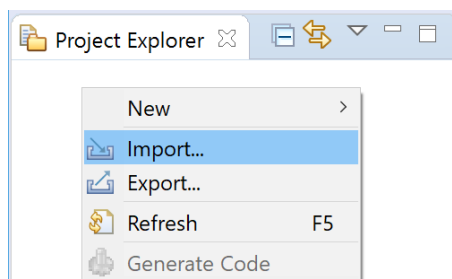 Project Explorer
New
Import...
Export...
Refresh F5
Generate Code